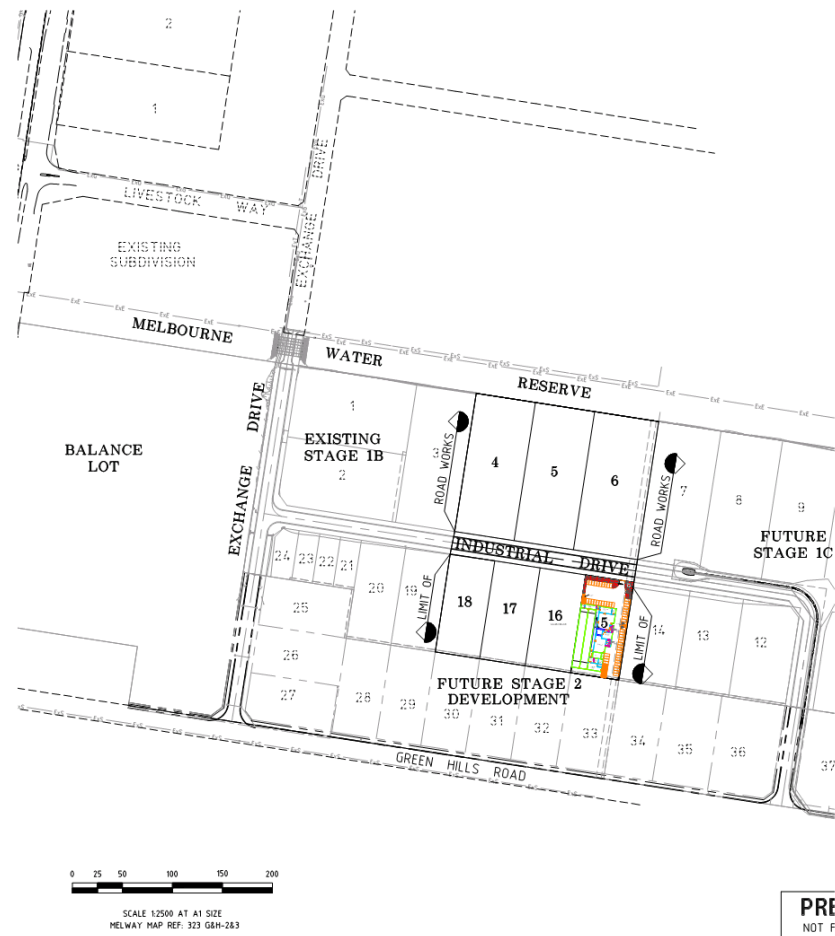 2
1
DRIVE
LIVESTOCK WAY
EXCHANGE
EXISTING
SUBDIVISION
MELBOURNE WATER RESERVE
DRIVE
EXCHANGE
BALANCE
LOT
1
EXISTING
STAGE 1B
2
3
ROAD WORKS
4
5
6
ROAD WORKS
7
8
9
FUTURE
STAGE 1C
INDUSTRIAL DRIVE
24
23
22
21
20
19
LIMIT OF
18
17
16
LIMIT OF
14
13
12
25
26
27
FUTURE STAGE 2
DEVELOPMENT
28
29
30
31
32
33
34
35
36
37
GREEN HILLS ROAD
0 25 50 100 150 200
SCALE 1:2500 AT A1 SIZE
MELWAY MAP REF: 323 G&H-2&3
PRE
NOT F